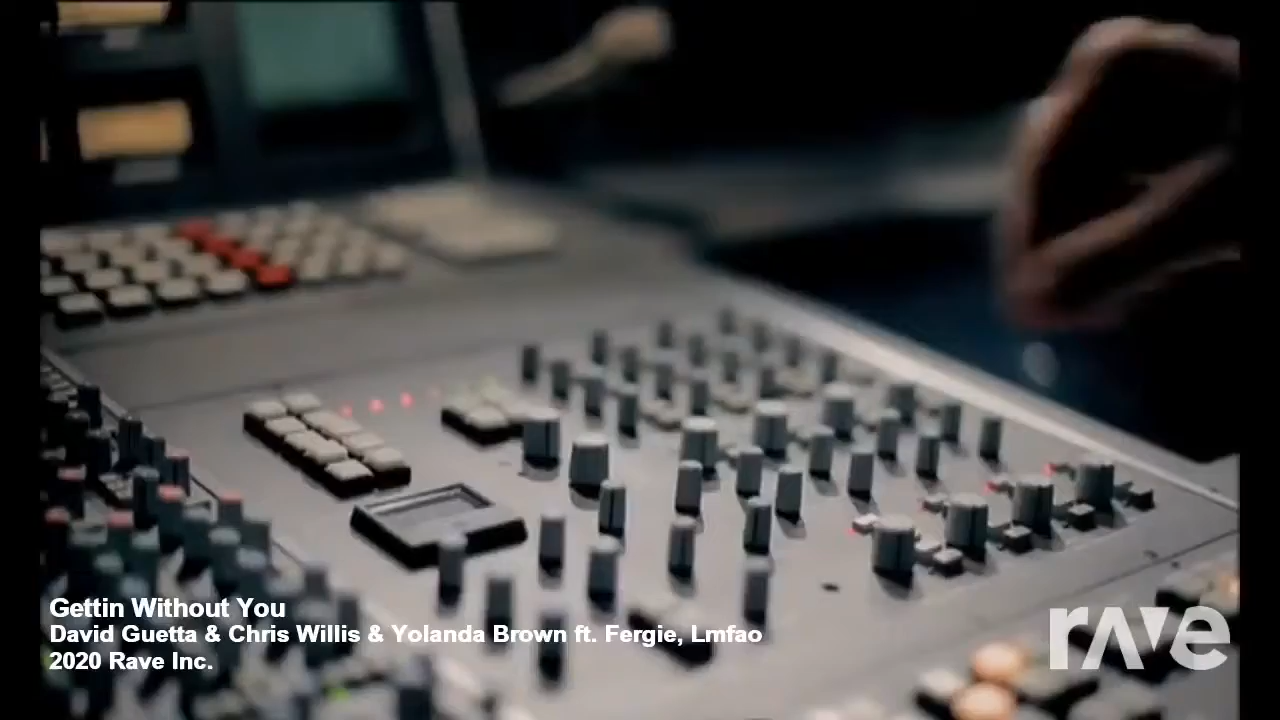 Gettin Without You
David Guetta & Chris Willis & Yolanda Brown ft. Fergie, Lmfao
2020 Rave Inc.
rave